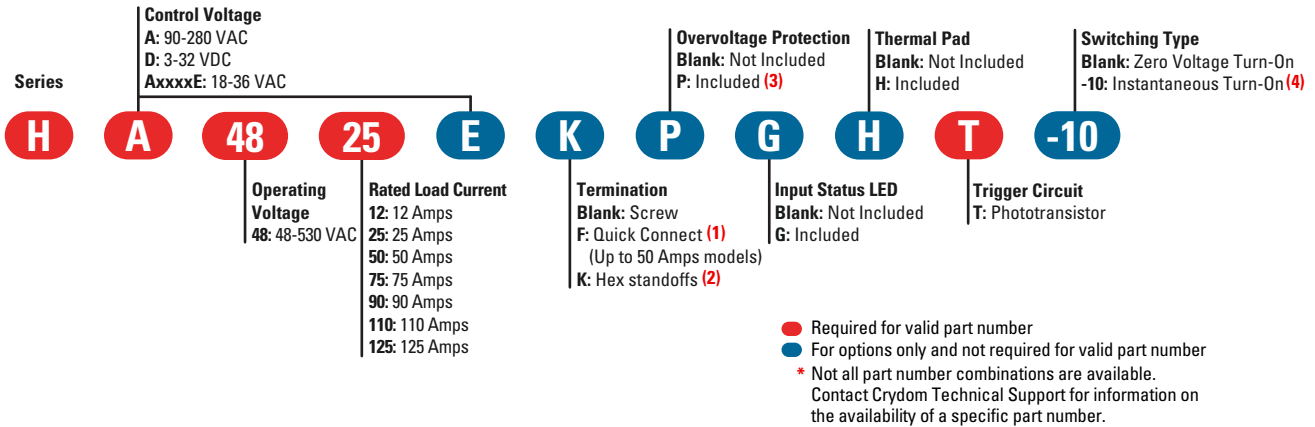 Control Voltage
A: 90-280 VAC
D: 3-32 VDC
AxxxxE: 18-36 VAC
Overvoltage Protection
Blank: Not Included
P: Included (3)
Thermal Pad
Blank: Not Included
H: Included
Switching Type
Blank: Zero Voltage Turn-On
-10: Instantaneous Turn-On (4)
Series
H A 48 25 E K P G H T -10
Operating
Voltage
48: 48-530 VAC
Rated Load Current
12: 12 Amps
25: 25 Amps
50: 50 Amps
75: 75 Amps
90: 90 Amps
110: 110 Amps
125: 125 Amps
Termination
Blank: Screw
F: Quick Connect (1)
(Up to 50 Amps models)
K: Hex standoffs (2)
Input Status LED
Blank: Not Included
G: Included
Trigger Circuit
T: Phototransistor
Required for valid part number
For options only and not required for valid part number
* Not all part number combinations are available.
Contact Crydom Technical Support for information on
the availability of a specific part number.